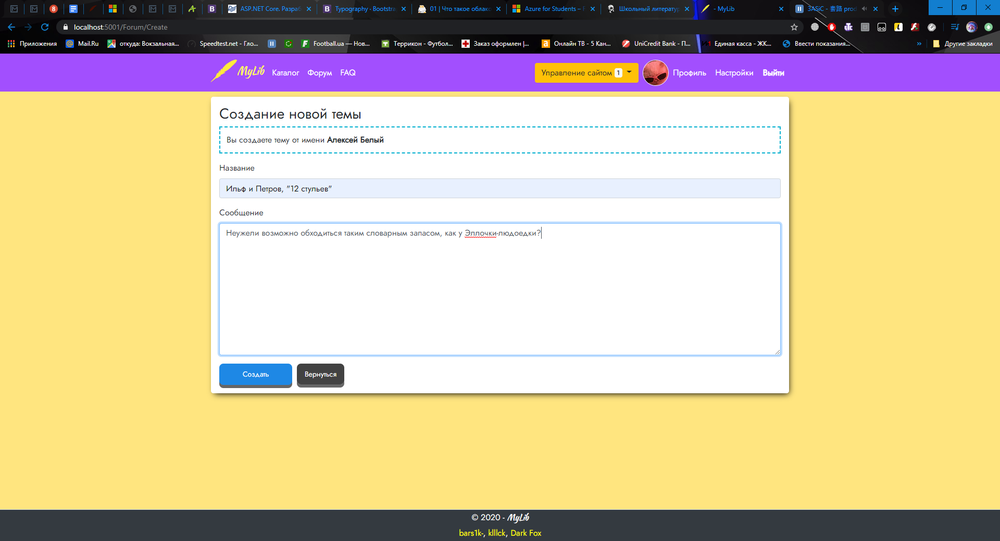 ASP.NET Core. Разраб
Typography · Bootstra
01 | Что такое облако
Azure for Students –
Школьный литератур
- MyLib
3ASiC - 套路 prod
localhost:5001/Forum/Create
Приложения
Mail.Ru
откуда: Вокзальная...
Speedtest.net - Гло...
Football.ua — Нов...
Террикон - Футбол...
Заказ оформлен |...
Онлайн ТВ - 5 Кан...
UniCredit Bank - П...
Единая касса - ЖК...
Ввести показания...
»
Другие закладки
MyLib
Каталог
Форум
FAQ
Управление сайтом 1
Профиль
Настройки
Выйти
Создание новой темы
Вы создаете тему от имени Алексей Белый
Название
Ильф и Петров, "12 стульев"
Сообщение
Неужели возможно обходиться таким словарным запасом, как у Эллочки-людоедки?
Создать
Вернуться
© 2020 - MyLib
bars1k-, klllck, Dark Fox